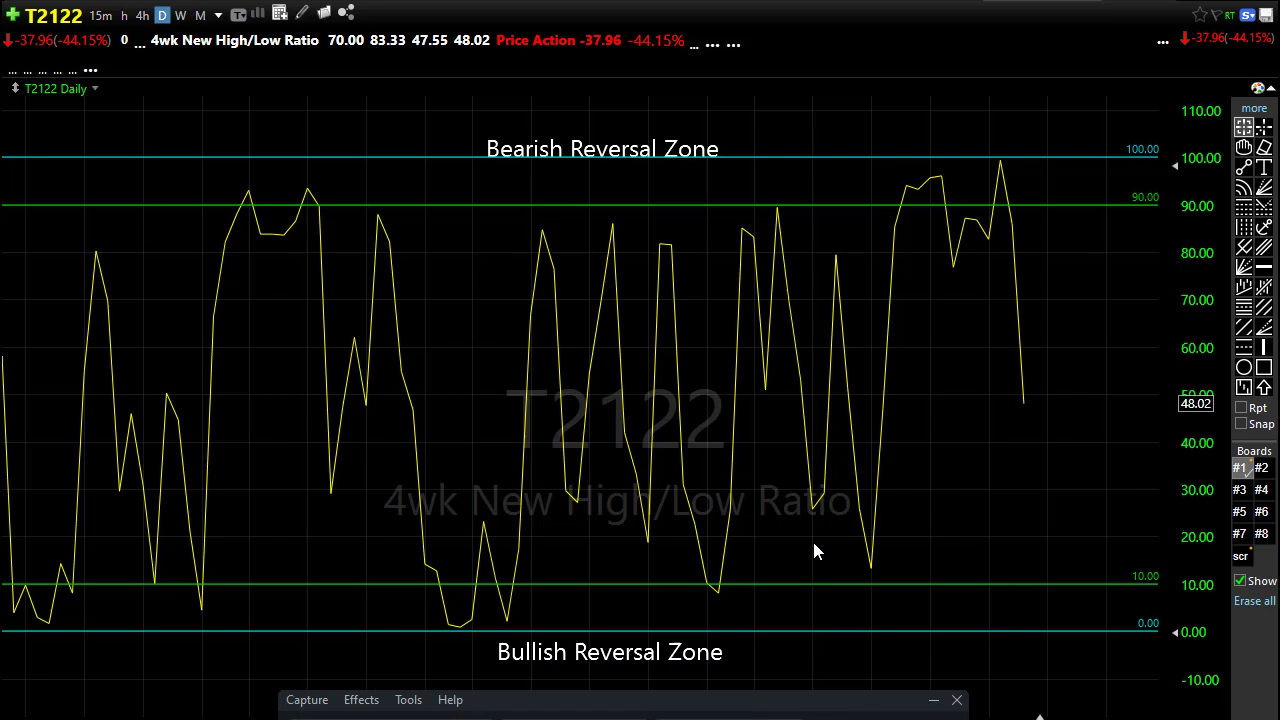 T2122 15m h 4h D W M T RT S
-37.96(-44.15%) 0 ... 4wk New High/Low Ratio 70.00 83.33 47.55 48.02 Price Action -37.96 -44.15% ... ... ... ... -37.96(-44.15%)
... ... ... ... ... ...
T2122 Daily
more
110.00
Bearish Reversal Zone
100.00
100.00
90.00
90.00
80.00
70.00
60.00
50.00
48.02
40.00
30.00
20.00
10.00
10.00
0.00
0.00
-10.00
T2122
4wk New High/Low Ratio
Bullish Reversal Zone
Rpt
Snap
Boards
#1 #2
#3 #4
#5 #6
#7 #8
scr
Show
Erase all
Capture Effects Tools Help